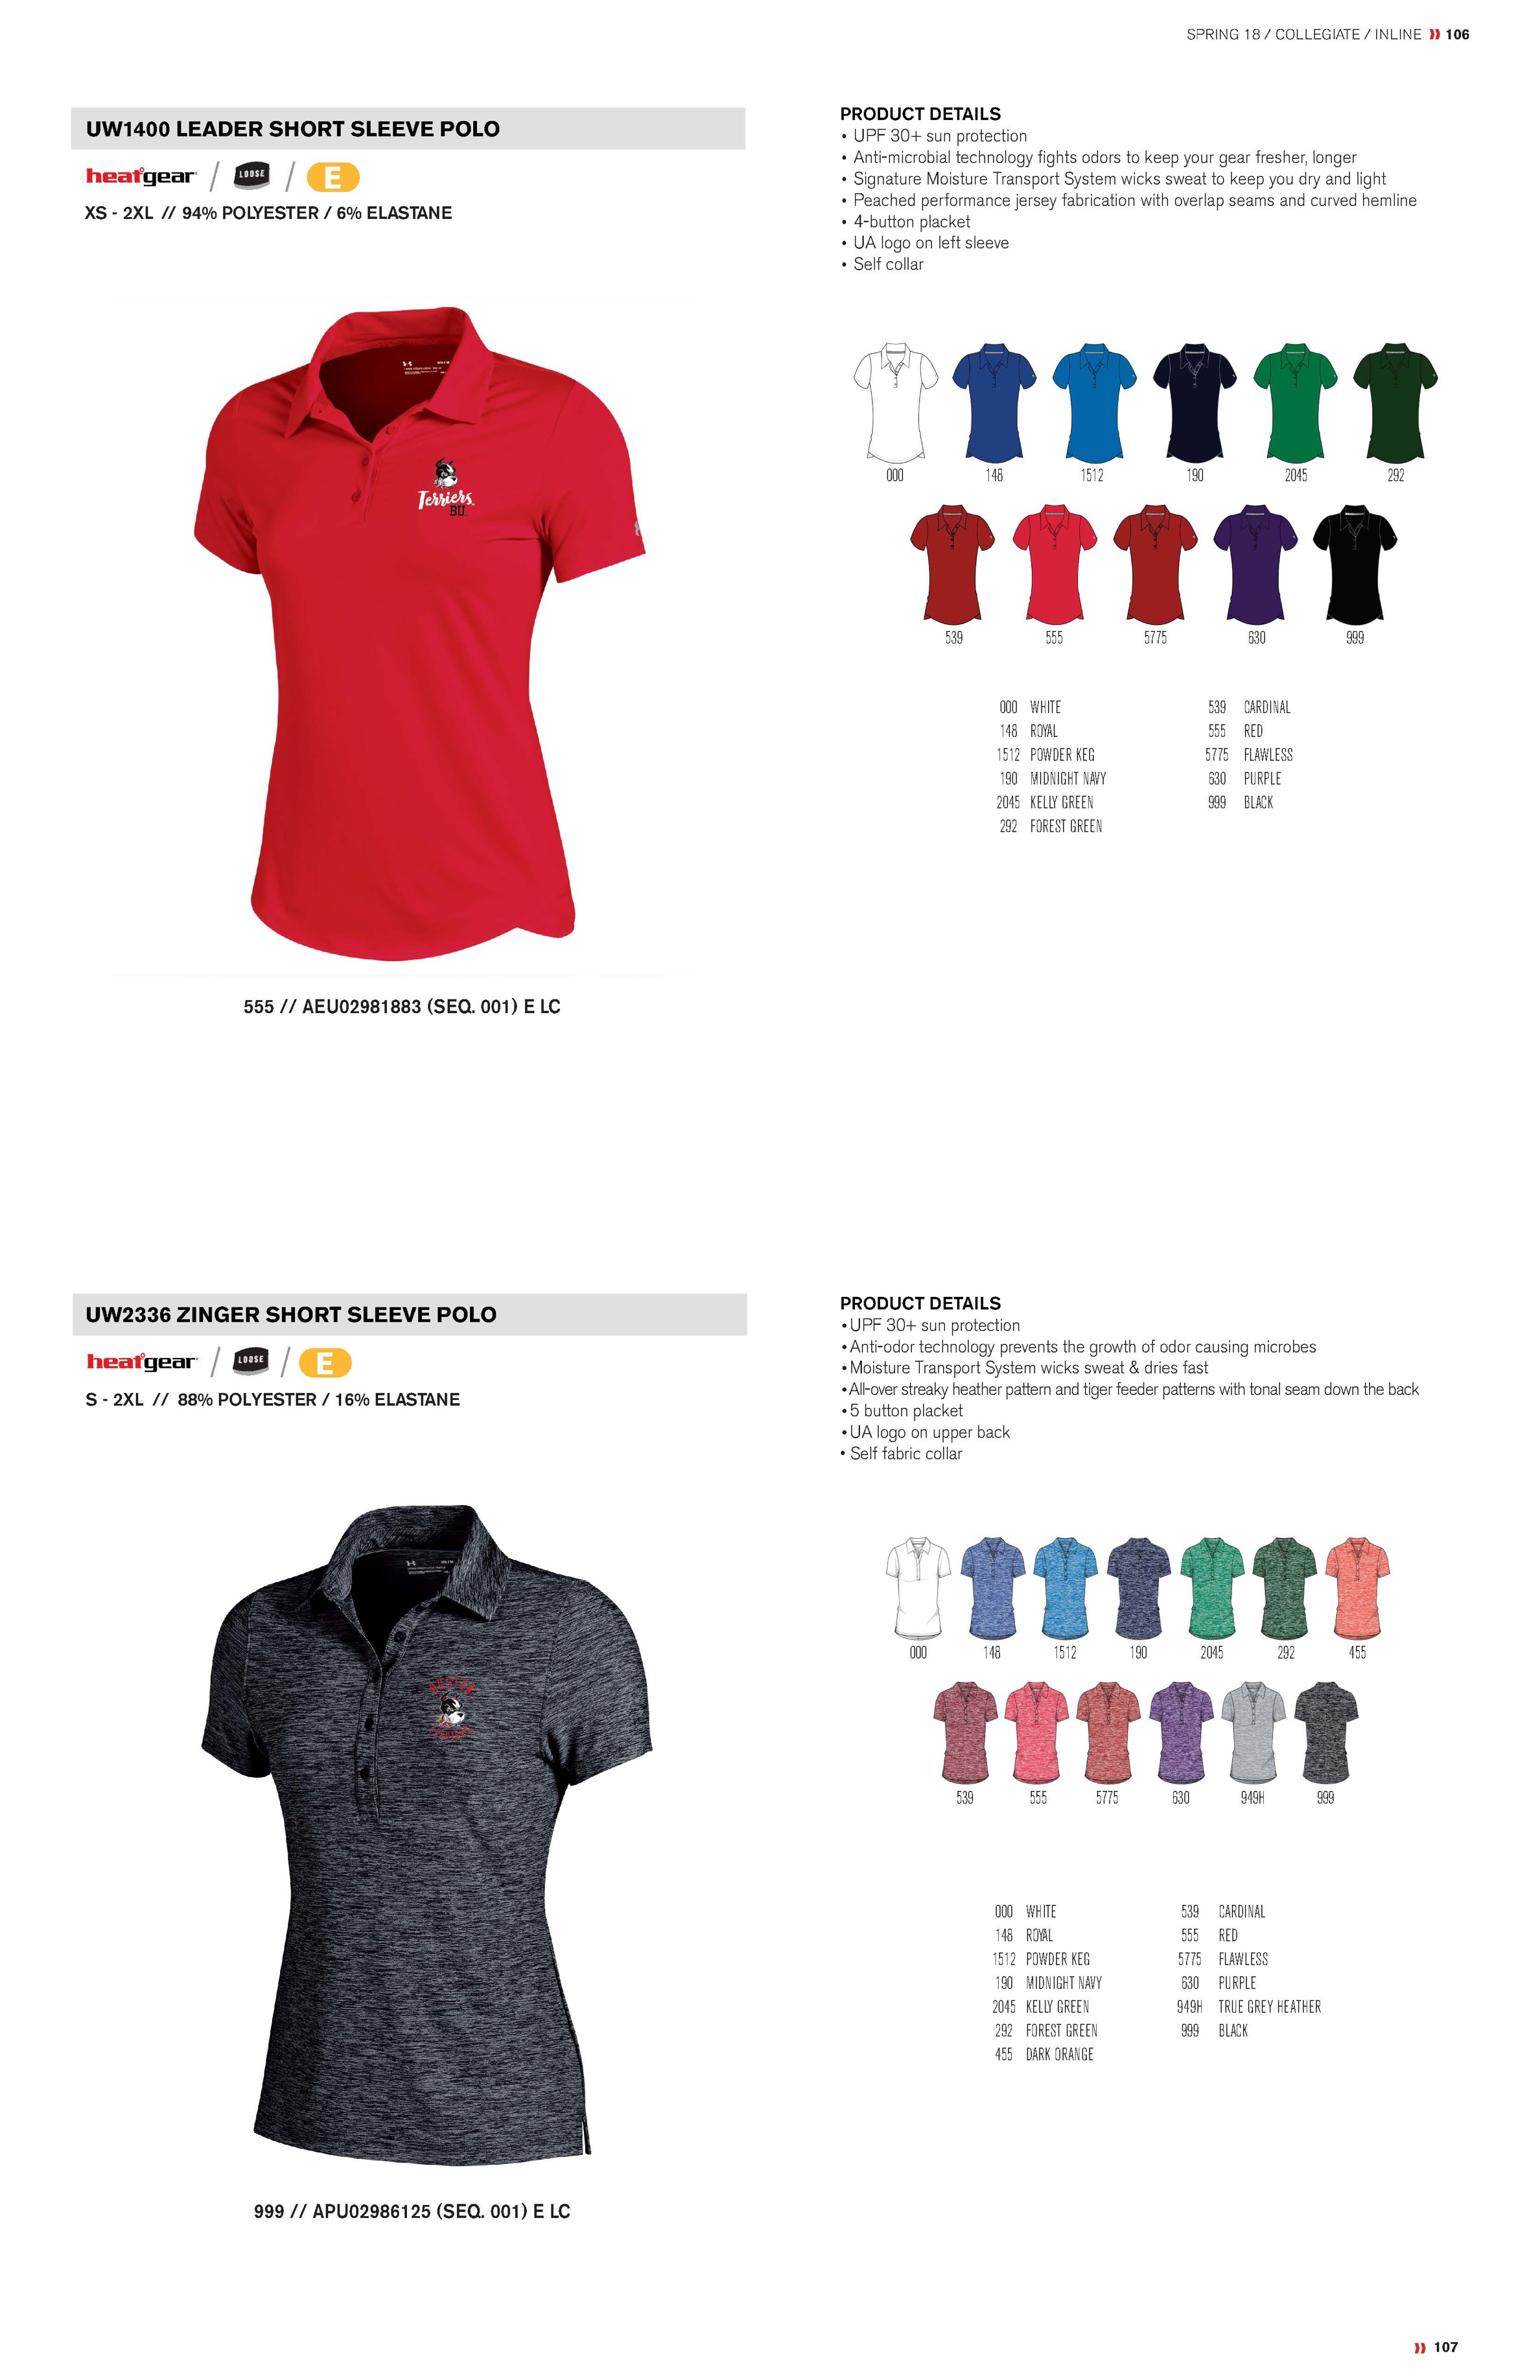 SPRING 18 / COLLEGIATE / INLINE 106
UW1400 LEADER SHORT SLEEVE POLO
heatgear / LOOSE / E
XS - 2XL // 94% POLYESTER / 6% ELASTANE
PRODUCT DETAILS
• UPF 30+ sun protection
• Anti-microbial technology fights odors to keep your gear fresher, longer
• Signature Moisture Transport System wicks sweat to keep you dry and light
• Peached performance jersey fabrication with overlap seams and curved hemline
• 4-button placket
• UA logo on left sleeve
• Self collar
Terriers
BU
000 148 1512 190 2045 292
539 555 5775 630 999
000 WHITE
148 ROYAL
1512 POWDER KEG
190 MIDNIGHT NAVY
2045 KELLY GREEN
292 FOREST GREEN
539 CARDINAL
555 RED
5775 FLAWLESS
630 PURPLE
999 BLACK
555 // AEU02981883 (SEQ. 001) E LC
UW2336 ZINGER SHORT SLEEVE POLO
heatgear / LOOSE / E
S - 2XL // 88% POLYESTER / 16% ELASTANE
PRODUCT DETAILS
• UPF 30+ sun protection
• Anti-odor technology prevents the growth of odor causing microbes
• Moisture Transport System wicks sweat & dries fast
• All-over streaky heather pattern and tiger feeder patterns with tonal seam down the back
• 5 button placket
• UA logo on upper back
• Self fabric collar
BOSTON
000 148 1512 190 2045 292 455
539 555 5775 630 949H 999
000 WHITE
148 ROYAL
1512 POWDER KEG
190 MIDNIGHT NAVY
2045 KELLY GREEN
292 FOREST GREEN
455 DARK ORANGE
539 CARDINAL
555 RED
5775 FLAWLESS
630 PURPLE
949H TRUE GREY HEATHER
999 BLACK
999 // APU02986125 (SEQ. 001) E LC
107